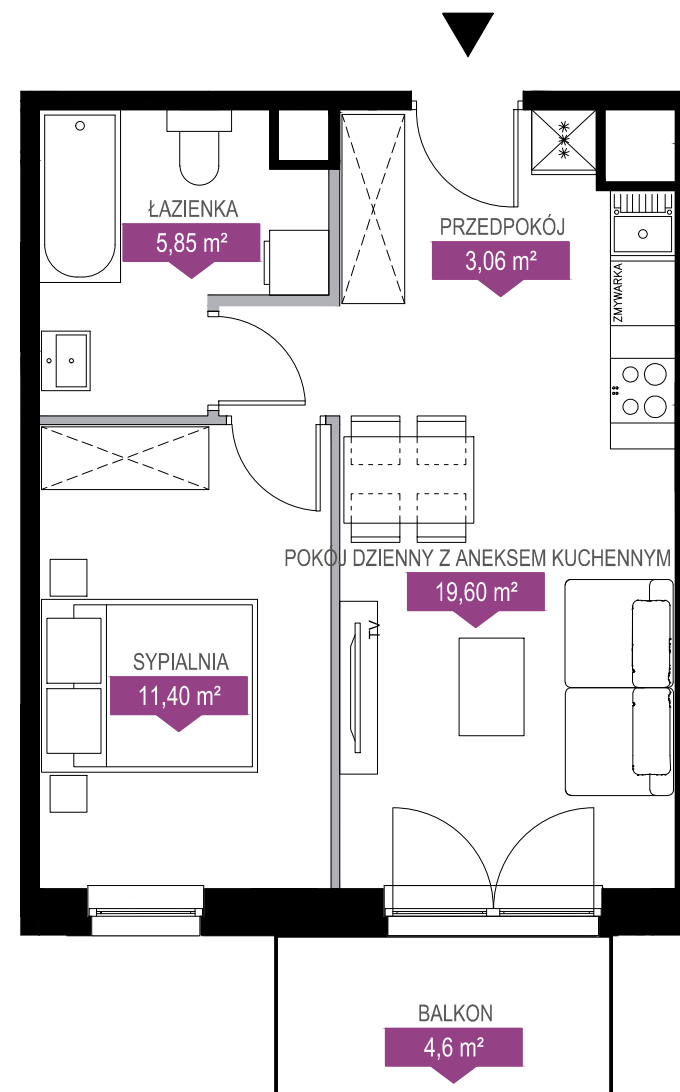 ŁAZIENKA
5,85 m²
PRZEDPOKÓJ
3,06 m²
ZMYWARKA
POKÓJ DZIENNY Z ANEKSEM KUCHENNYM
19,60 m²
TV
SYPIALNIA
11,40 m²
BALKON
4,6 m²